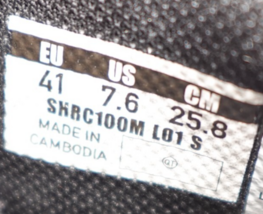 EU US CM
41 7.6 25.8
SHRC100M L01 S
MADE IN
CAMBODIA